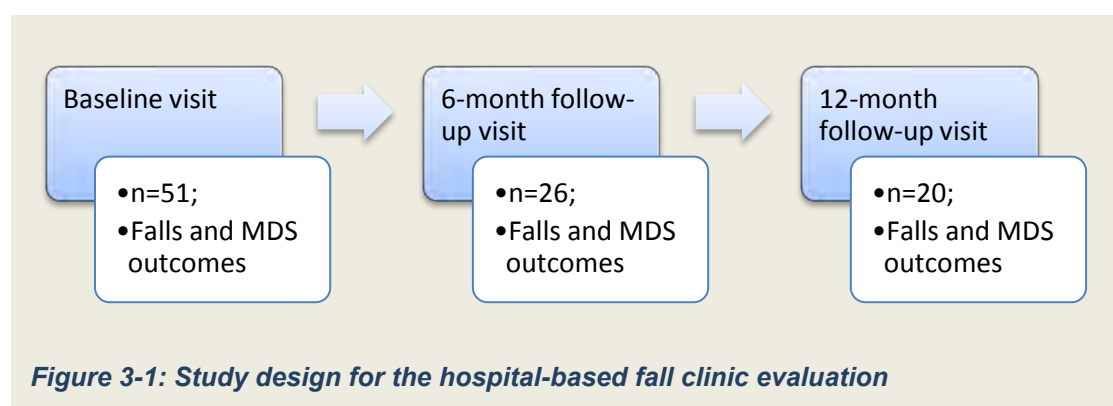 Baseline visit
•n=51;
•Falls and MDS
outcomes
6-month follow-
up visit
•n=26;
•Falls and MDS
outcomes
12-month
follow-up visit
•n=20;
•Falls and MDS
outcomes
Figure 3-1: Study design for the hospital-based fall clinic evaluation